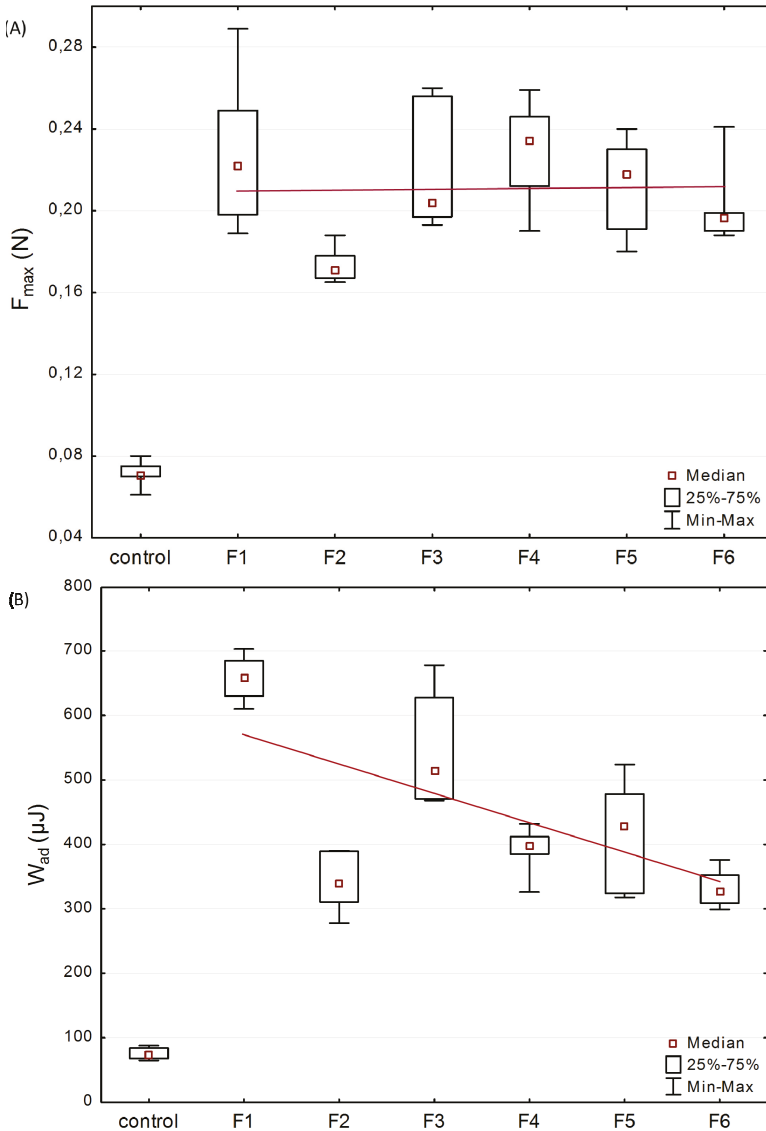 (A)
0,28
0,24
0,20
0,16
0,12
0,08
0,04
Fmax (N)
Median
25%-75%
Min-Max
control F1 F2 F3 F4 F5 F6
(B)
800
700
600
500
400
300
200
100
0
Wad (µJ)
Median
25%-75%
Min-Max
control F1 F2 F3 F4 F5 F6